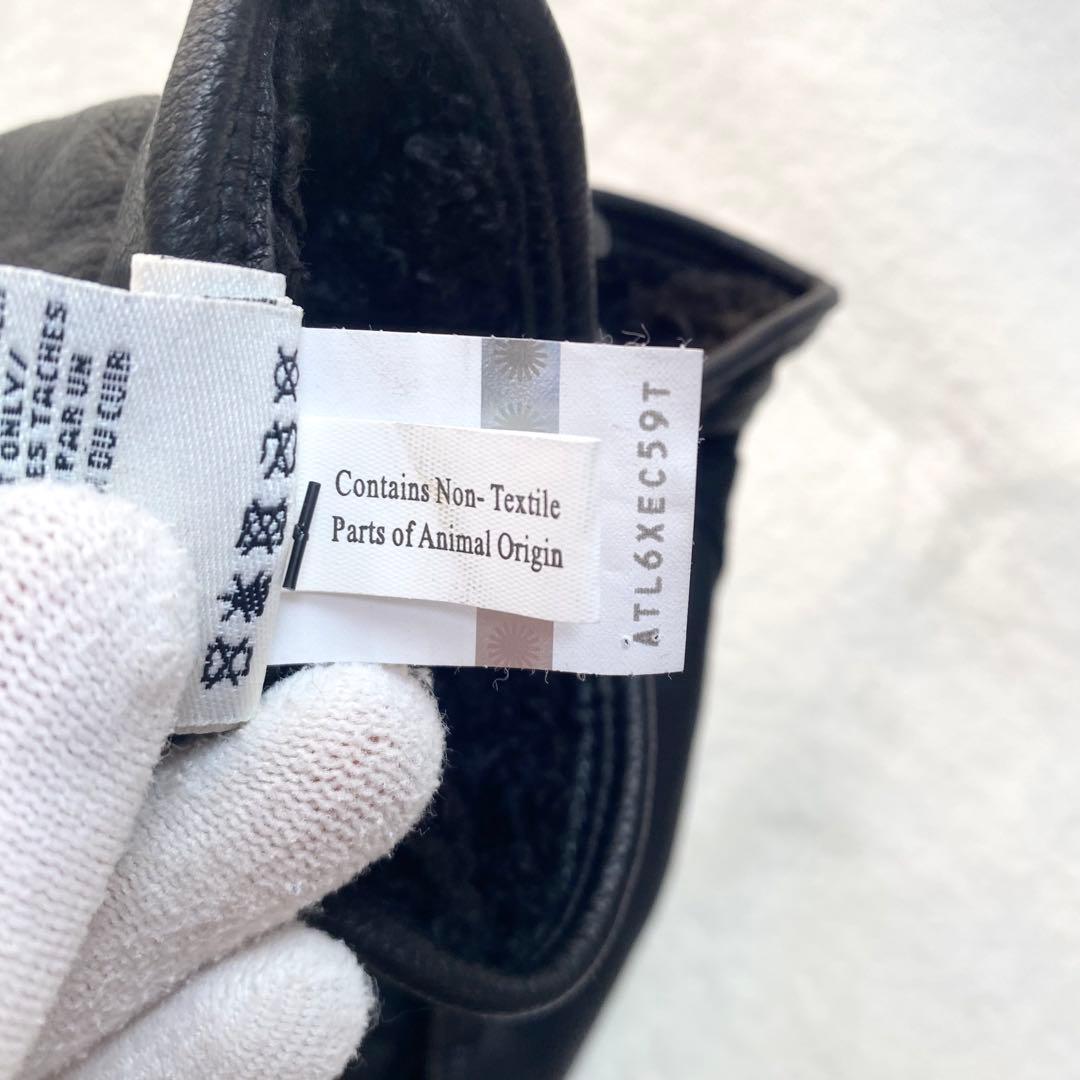 ONLY/
ES TACHES
PAR UN
DU CUIR
Contains Non- Textile
Parts of Animal Origin
ATL6XEC59T